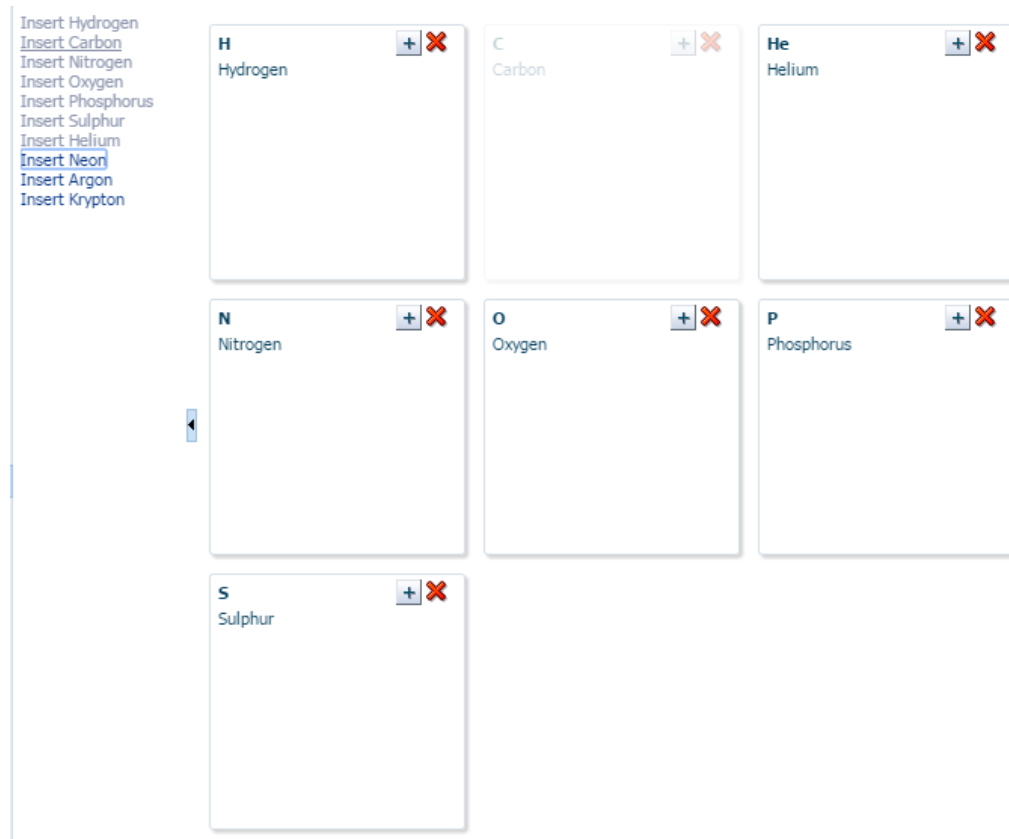 Insert Hydrogen
Insert Carbon
Insert Nitrogen
Insert Oxygen
Insert Phosphorus
Insert Sulphur
Insert Helium
Insert Neon
Insert Argon
Insert Krypton
H
Hydrogen
C
Carbon
He
Helium
N
Nitrogen
O
Oxygen
P
Phosphorus
S
Sulphur